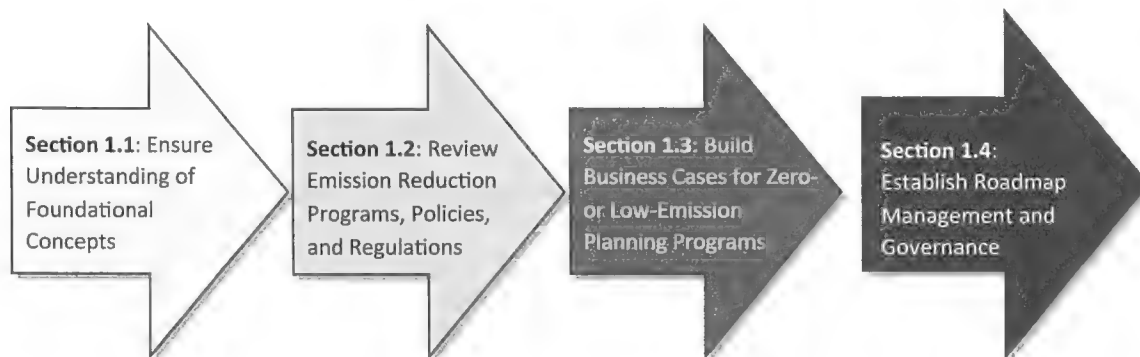 Section 1.1: Ensure
Understanding of
Foundational
Concepts
Section 1.2: Review
Emission Reduction
Programs, Policies,
and Regulations
Section 1.3: Build
Business Cases for Zero-
or Low-Emission
Planning Programs
Section 1.4:
Establish Roadmap
Management and
Governance